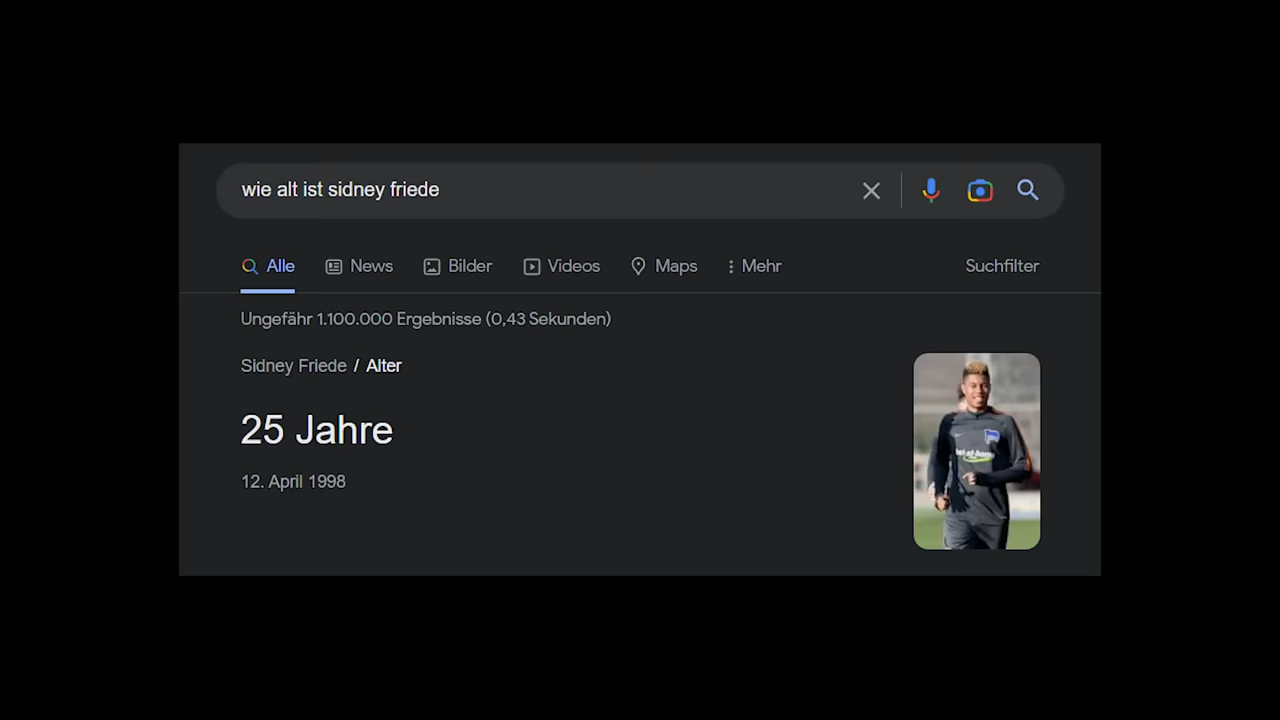 wie alt ist sidney friede
Alle News Bilder Videos Maps Mehr Suchfilter
Ungefähr 1.100.000 Ergebnisse (0,43 Sekunden)
Sidney Friede / Alter
25 Jahre
12. April 1998